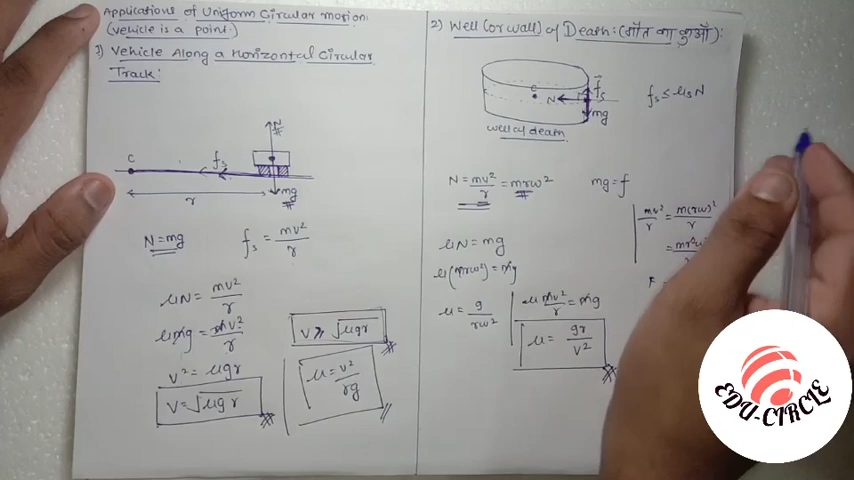 Applications of Uniform Circular motion:
(vehicle is a point:)
1) Vehicle Along a Horizontal Circular
Track:
N
fs
C
mg
r
N=mg
fs = mv²/r
μN = mv²/r
μmg = mv²/r
v² = μgr
V=√μgr
V ≥ √μgr
μ = v²/rg
2) Well (or wall) of Death: (मौत का कुआँ):
C
N
fs
mg
fs ≤ μsN
well of death
N = mv²/r = mrω²
mg = f
μN = mg
μ(mrω²) = mg
μ = g/rω²
μmv²/r = mg
μ = gr/v²
mv²/r = m(rω)²/r
EDU-CIRCLE